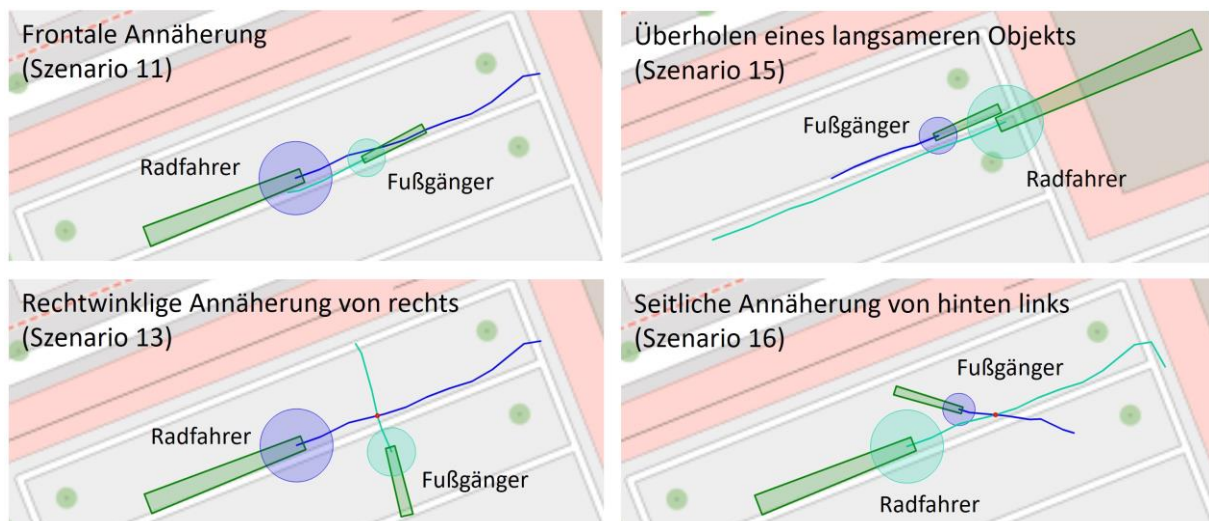 Frontale Annäherung
(Szenario 11)
Radfahrer
Fußgänger
Überholen eines langsameren Objekts
(Szenario 15)
Fußgänger
Radfahrer
Rechtwinklige Annäherung von rechts
(Szenario 13)
Radfahrer
Fußgänger
Seitliche Annäherung von hinten links
(Szenario 16)
Fußgänger
Radfahrer